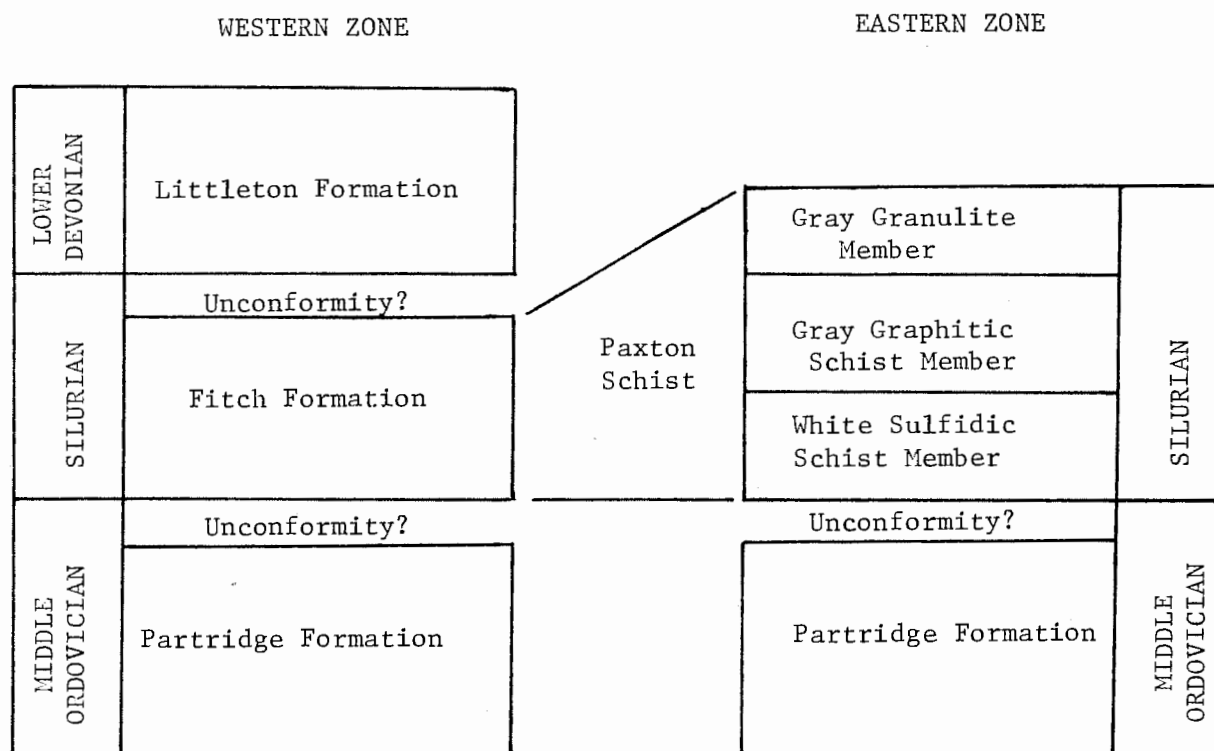 WESTERN ZONE
EASTERN ZONE
LOWER
DEVONIAN
Littleton Formation
Unconformity?
SILURIAN
Fitch Formation
Unconformity?
MIDDLE
ORDOVICIAN
Partridge Formation
Paxton
Schist
Gray Granulite
Member
Gray Graphitic
Schist Member
White Sulfidic
Schist Member
SILURIAN
Unconformity?
Partridge Formation
MIDDLE
ORDOVICIAN